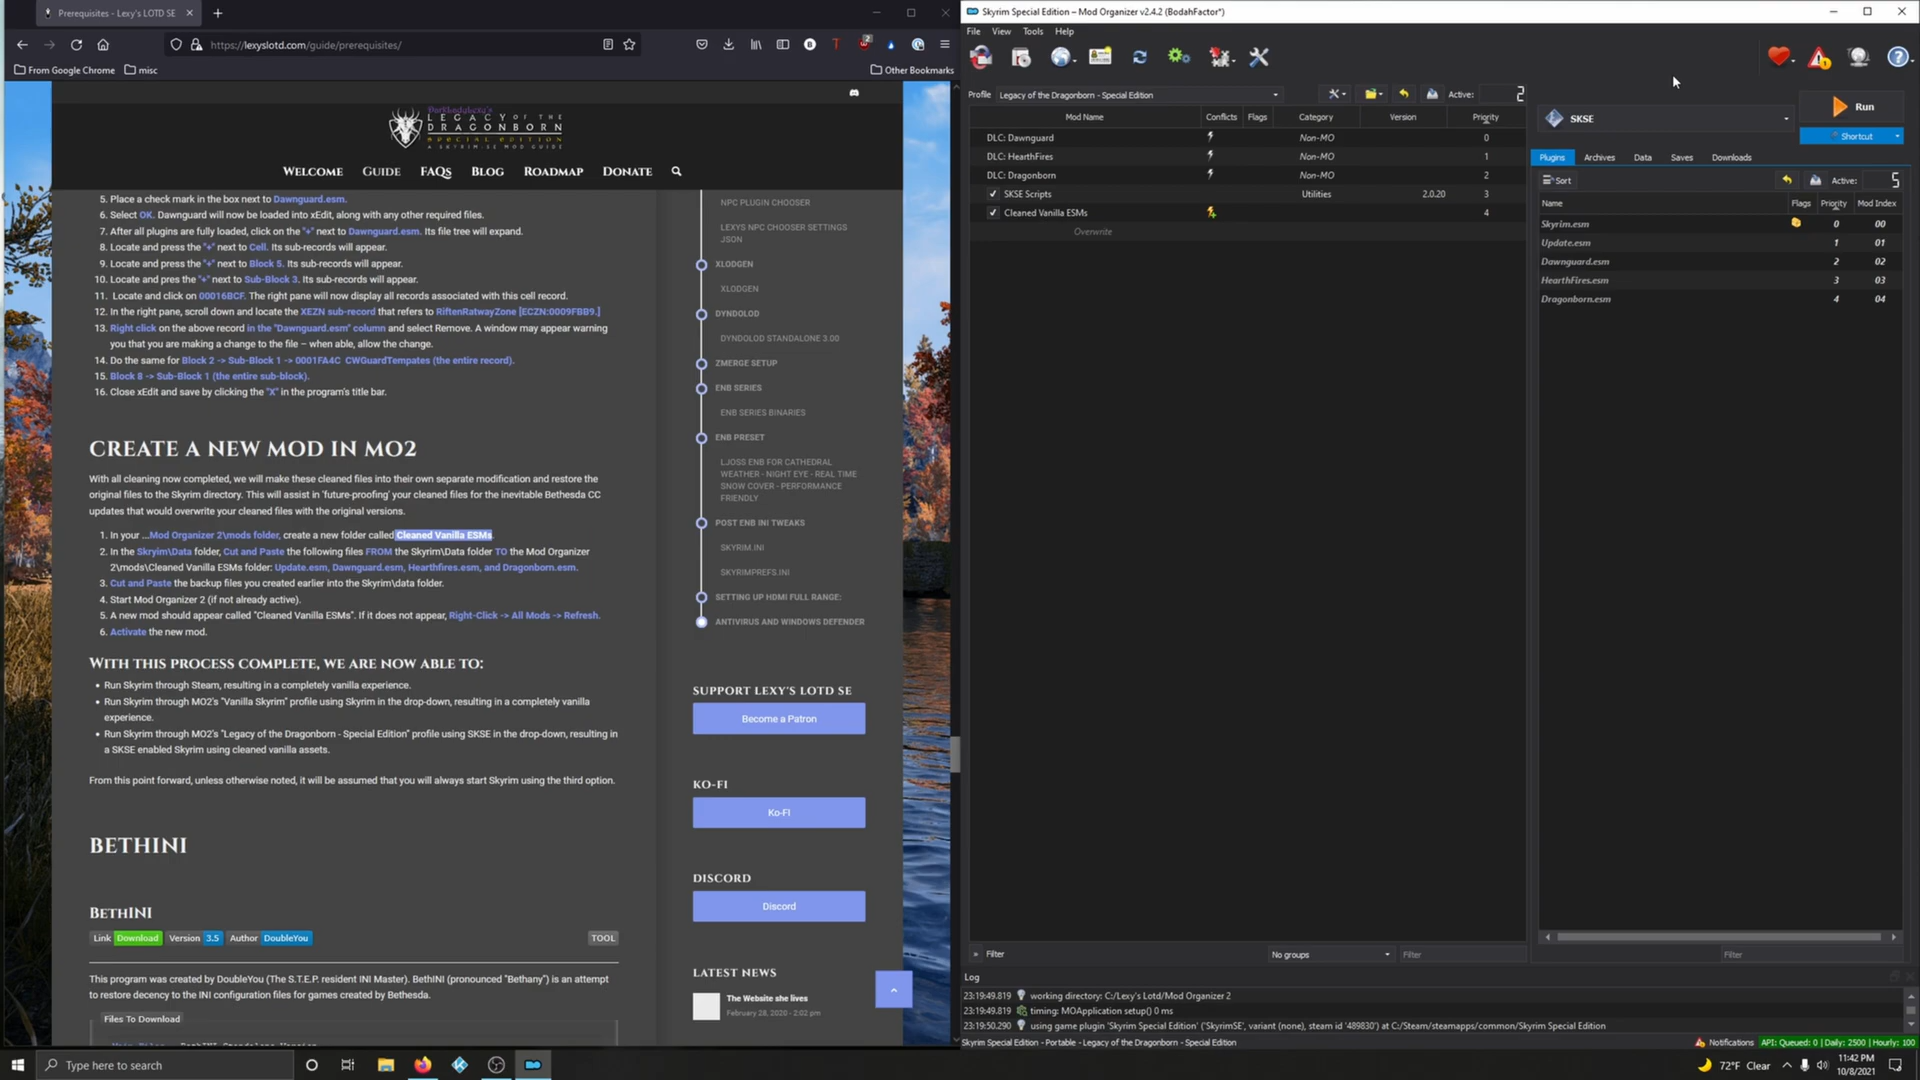 Prerequisites - Lexy's LOTD SE
https://lexyslotd.com/guide/prerequisites/
From Google Chrome
misc
Other Bookmarks
DarkladyLexy's
LEGACY OF THE
DRAGONBORN
SPECIAL EDITION
A SKYRIM-SE MOD GUIDE
WELCOME
GUIDE
FAQS
BLOG
ROADMAP
DONATE
5. Place a check mark in the box next to Dawnguard.esm.
6. Select OK. Dawnguard will now be loaded into xEdit, along with any other required files.
7. After all plugins are fully loaded, click on the "+" next to Dawnguard.esm. Its file tree will expand.
8. Locate and press the "+" next to Cell. Its sub-records will appear.
9. Locate and press the "+" next to Block 5. Its sub-records will appear.
10. Locate and press the "+" next to Sub-Block 3. Its sub-records will appear.
11. Locate and click on 00016BCF. The right pane will now display all records associated with this cell record.
12. In the right pane, scroll down and locate the XEZN sub-record that refers to RiftenRatwayZone [ECZN:0009FBB9.]
13. Right click on the above record in the "Dawnguard.esm" column and select Remove. A window may appear warning
you that you are making a change to the file – when able, allow the change.
14. Do the same for Block 2 -> Sub-Block 1 -> 0001FA4C CWGuardTempates (the entire record).
15. Block 8 -> Sub-Block 1 (the entire sub-block).
16. Close xEdit and save by clicking the "X" in the program's title bar.
CREATE A NEW MOD IN MO2
With all cleaning now completed, we will make these cleaned files into their own separate modification and restore the
original files to the Skyrim directory. This will assist in 'future-proofing' your cleaned files for the inevitable Bethesda CC
updates that would overwrite your cleaned files with the original versions.
1. In your ...Mod Organizer 2\mods folder, create a new folder called Cleaned Vanilla ESMs.
2. In the Skryim\Data folder, Cut and Paste the following files FROM the Skyrim\Data folder TO the Mod Organizer
2\mods\Cleaned Vanilla ESMs folder: Update.esm, Dawnguard.esm, Hearthfires.esm, and Dragonborn.esm.
3. Cut and Paste the backup files you created earlier into the Skyrim\data folder.
4. Start Mod Organizer 2 (if not already active).
5. A new mod should appear called "Cleaned Vanilla ESMs". If it does not appear, Right-Click -> All Mods -> Refresh.
6. Activate the new mod.
WITH THIS PROCESS COMPLETE, WE ARE NOW ABLE TO:
• Run Skyrim through Steam, resulting in a completely vanilla experience.
• Run Skyrim through MO2's "Vanilla Skyrim" profile using Skyrim in the drop-down, resulting in a completely vanilla
experience.
• Run Skyrim through MO2's "Legacy of the Dragonborn - Special Edition" profile using SKSE in the drop-down, resulting in
a SKSE enabled Skyrim using cleaned vanilla assets.
From this point forward, unless otherwise noted, it will be assumed that you will always start Skyrim using the third option.
BETHINI
BETHINI
Link Download Version 3.5 Author DoubleYou
TOOL
This program was created by DoubleYou (The S.T.E.P. resident INI Master). BethINI (pronounced "Bethany") is an attempt
to restore decency to the INI configuration files for games created by Bethesda.
Files To Download
NPC PLUGIN CHOOSER
LEXYS NPC CHOOSER SETTINGS
JSON
XLODGEN
XLODGEN
DYNDOLOD
DYNDOLOD STANDALONE 3.00
ZMERGE SETUP
ENB SERIES
ENB SERIES BINARIES
ENB PRESET
LJOSS ENB FOR CATHEDRAL
WEATHER - NIGHT EYE - REAL TIME
SNOW COVER - PERFORMANCE
FRIENDLY
POST ENB INI TWEAKS
SKYRIM.INI
SKYRIMPREFS.INI
SETTING UP HDMI FULL RANGE:
ANTIVIRUS AND WINDOWS DEFENDER
SUPPORT LEXY'S LOTD SE
Become a Patron
KO-FI
Ko-FI
DISCORD
Discord
LATEST NEWS
The Website she lives
February 28, 2020 - 2:02 pm
Skyrim Special Edition – Mod Organizer v2.4.2 (BodahFactor*)
File View Tools Help
Profile Legacy of the Dragonborn - Special Edition
Active: 2
Mod Name Conflicts Flags Category Version Priority
DLC: Dawnguard Non-MO 0
DLC: HearthFires Non-MO 1
DLC: Dragonborn Non-MO 2
SKSE Scripts Utilities 2.0.20 3
Cleaned Vanilla ESMs 4
Overwrite
Filter
No groups
Filter
SKSE
Run
Shortcut
Plugins Archives Data Saves Downloads
Sort
Active: 5
Name Flags Priority Mod Index
Skyrim.esm 0 00
Update.esm 1 01
Dawnguard.esm 2 02
HearthFires.esm 3 03
Dragonborn.esm 4 04
Filter
Log
23:19:49.819 working directory: C:/Lexy's Lotd/Mod Organizer 2
23:19:49.819 timing: MOApplication setup() 0 ms
23:19:50.290 using game plugin 'Skyrim Special Edition' ('SkyrimSE', variant (none), steam id '489830') at C:/Steam/steamapps/common/Skyrim Special Edition
Skyrim Special Edition - Portable - Legacy of the Dragonborn - Special Edition
Notifications API: Queued: 0 | Daily: 2500 | Hourly: 100
Type here to search
72°F Clear
11:42 PM
10/8/2021